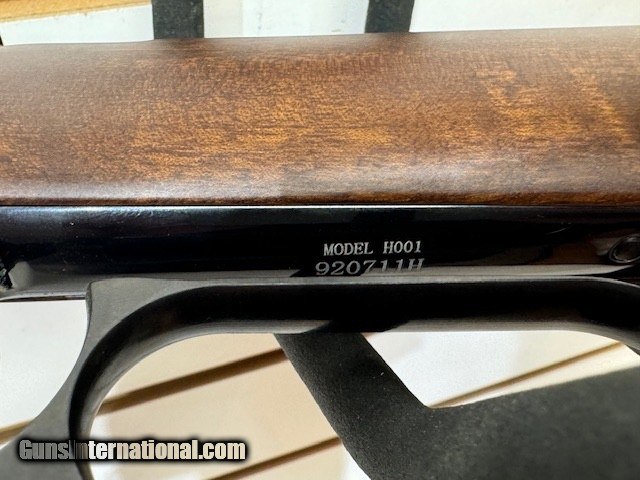 MODEL H001
920711H
GunsInternational.com